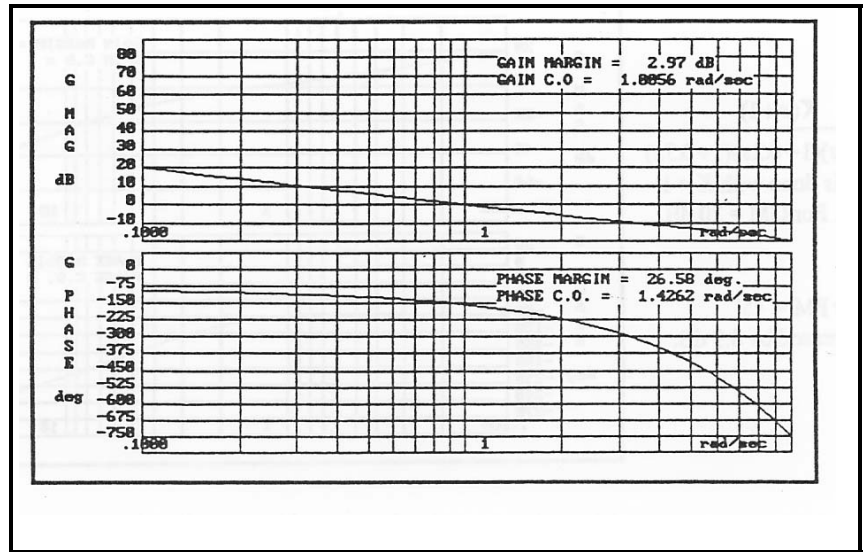 80
GAIN MARGIN = 2.97 dB
G
70
GAIN C.O = 1.0056 rad/sec
60
50
M
40
A
30
G
20
dB
10
0
-10
.1000
1
rad/sec
G
0
-75
PHASE MARGIN = 26.58 deg.
P
-150
PHASE C.O. = 1.4262 rad/sec
H
-225
A
-300
S
-375
E
-450
-525
deg
-600
-675
-750
.1000
1
rad/sec